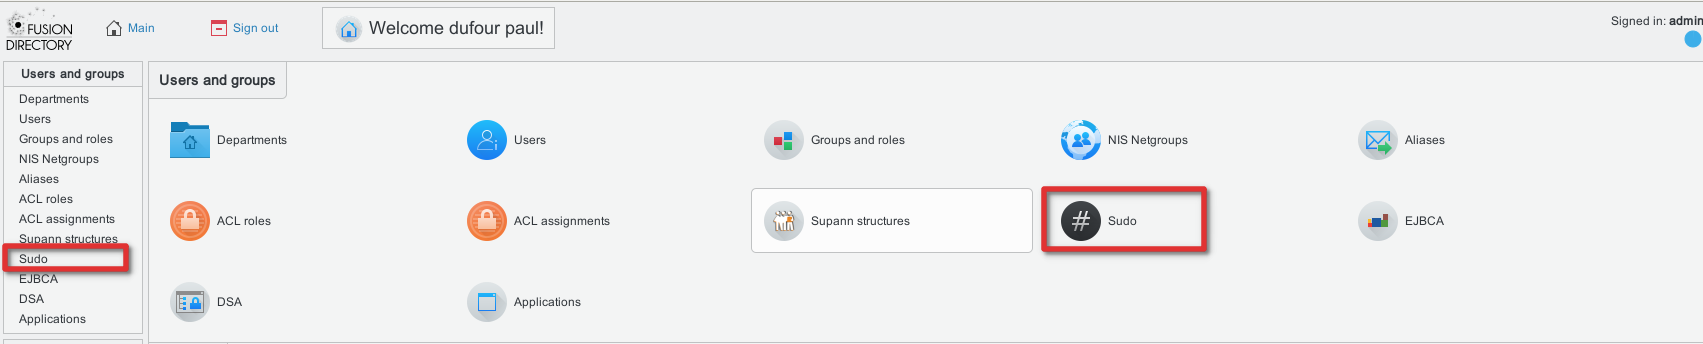 FUSION
DIRECTORY
Main
Sign out
Welcome dufour paul!
Signed in: admin
Users and groups
Departments
Users
Groups and roles
NIS Netgroups
Aliases
ACL roles
ACL assignments
Supann structures
Sudo
EJBCA
DSA
Applications
Users and groups
Departments
Users
Groups and roles
NIS Netgroups
Aliases
ACL roles
ACL assignments
Supann structures
# Sudo
EJBCA
DSA
Applications